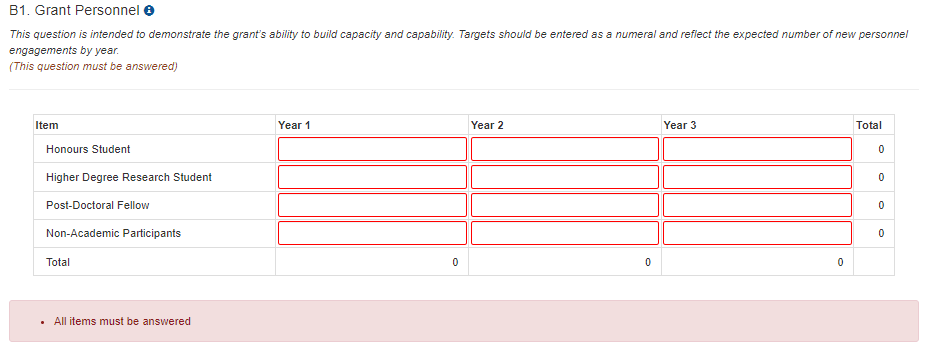 B1. Grant Personnel
This question is intended to demonstrate the grant's ability to build capacity and capability. Targets should be entered as a numeral and reflect the expected number of new personnel
engagements by year.
(This question must be answered)
Item Year 1 Year 2 Year 3 Total
Honours Student 0
Higher Degree Research Student 0
Post-Doctoral Fellow 0
Non-Academic Participants 0
Total 0 0 0
• All items must be answered